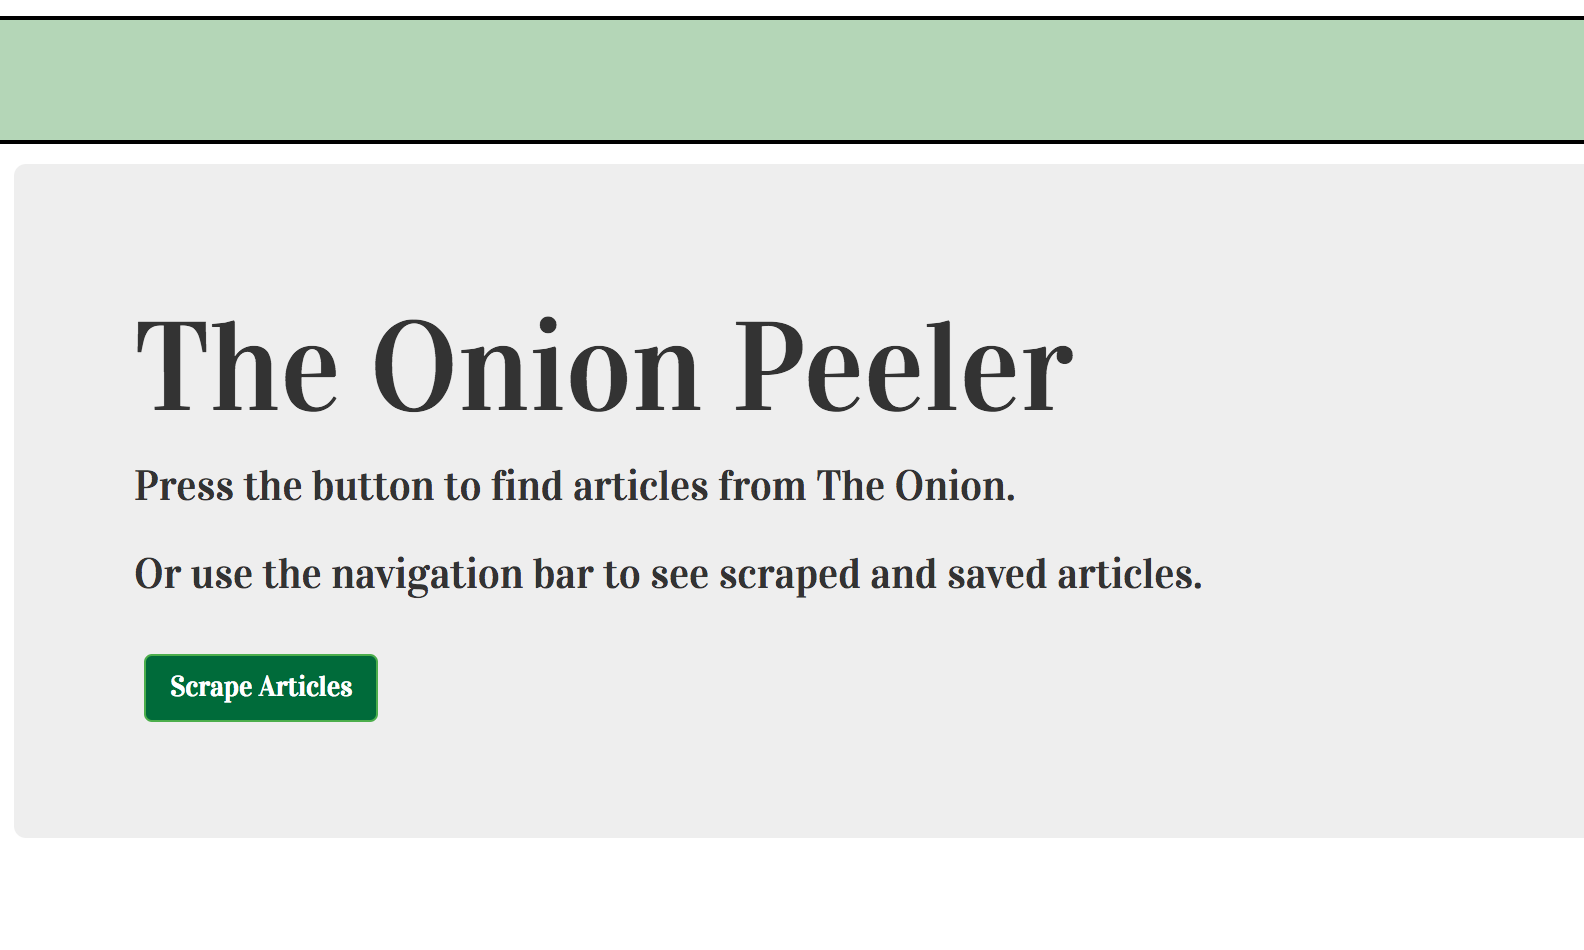 The Onion Peeler
Press the button to find articles from The Onion.
Or use the navigation bar to see scraped and saved articles.
Scrape Articles